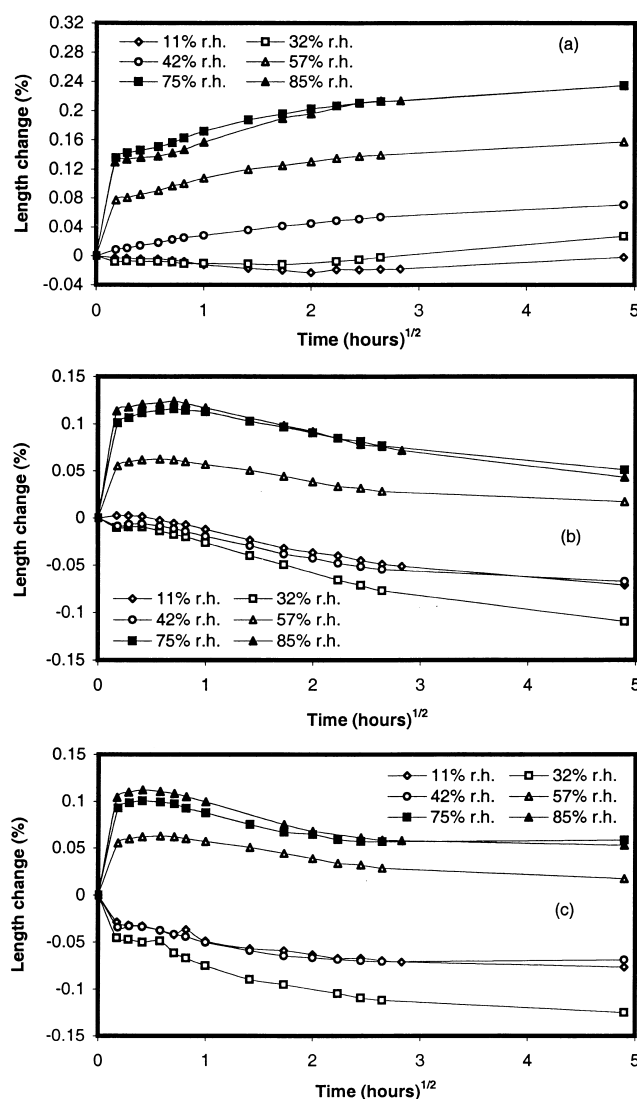 0.32
0.28
0.24
0.2
0.16
0.12
0.08
0.04
0
-0.04
Length change (%)
11% r.h. 32% r.h.
42% r.h. 57% r.h.
75% r.h. 85% r.h.
(a)
0 1 2 3 4 5
Time (hours)1/2
0.15
0.1
0.05
0
-0.05
-0.1
-0.15
Length change (%)
(b)
11% r.h. 32% r.h.
42% r.h. 57% r.h.
75% r.h. 85% r.h.
0 1 2 3 4 5
Time (hours)1/2
0.15
0.1
0.05
0
-0.05
-0.1
-0.15
Length change (%)
11% r.h. 32% r.h.
42% r.h. 57% r.h.
75% r.h. 85% r.h.
(c)
0 1 2 3 4 5
Time (hours)1/2